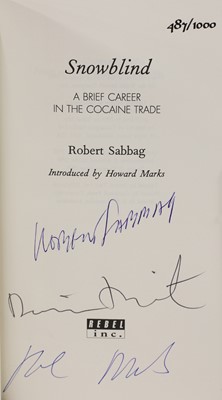 487/1000
Snowblind
A BRIEF CAREER
IN THE COCAINE TRADE
Robert Sabbag
Introduced by Howard Marks
REBEL
inc.